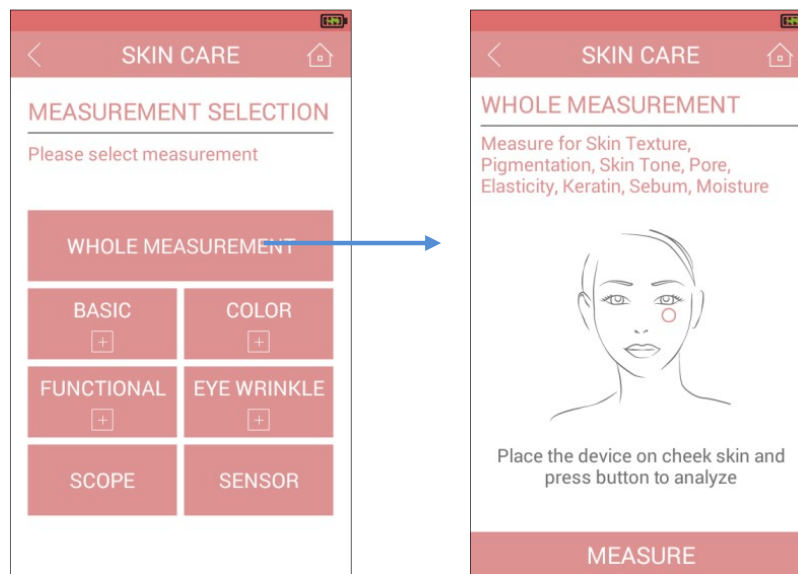 SKIN CARE
MEASUREMENT SELECTION
Please select measurement
WHOLE MEASUREMENT
BASIC
COLOR
FUNCTIONAL
EYE WRINKLE
SCOPE
SENSOR
SKIN CARE
WHOLE MEASUREMENT
Measure for Skin Texture,
Pigmentation, Skin Tone, Pore,
Elasticity, Keratin, Sebum, Moisture
Place the device on cheek skin and
press button to analyze
MEASURE